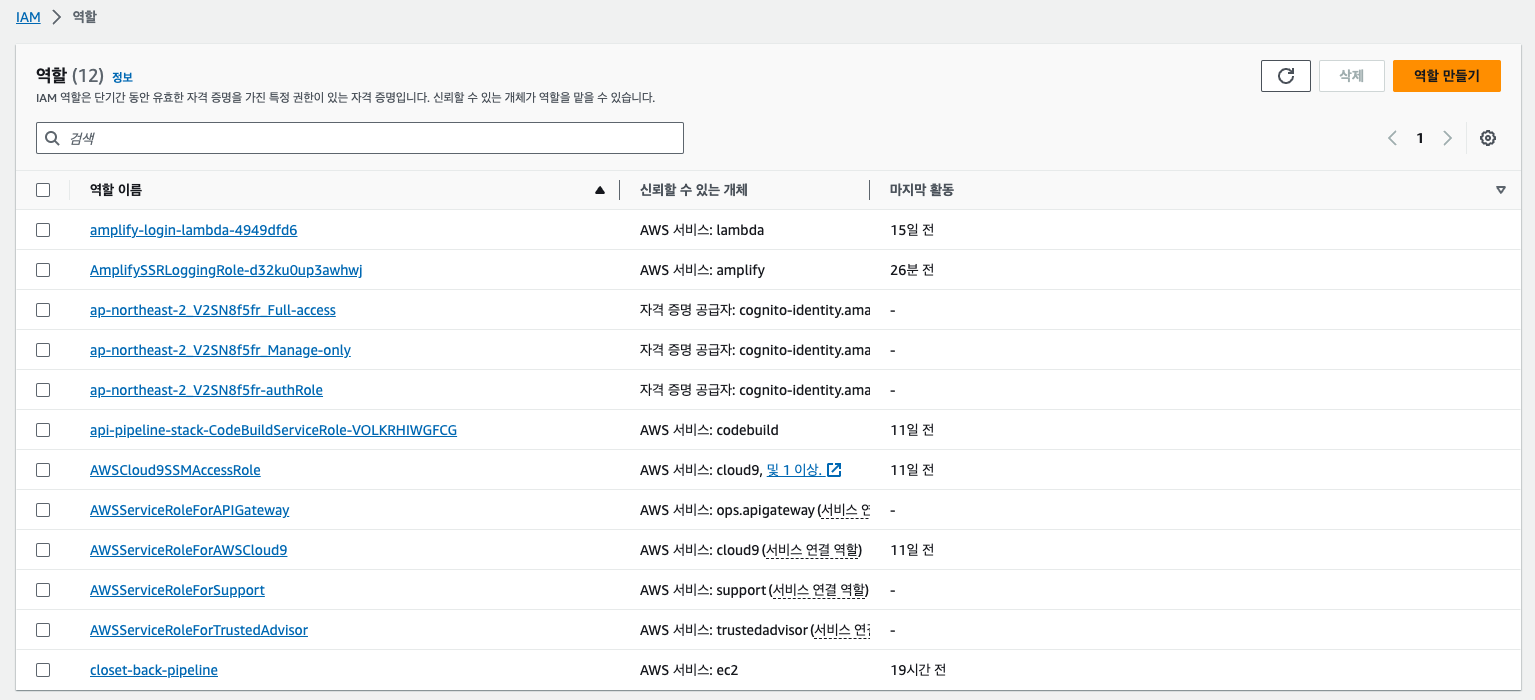 IAM > 역할
역할 (12) 정보
삭제
역할 만들기
IAM 역할은 단기간 동안 유효한 자격 증명을 가진 특정 권한이 있는 자격 증명입니다. 신뢰할 수 있는 개체가 역할을 맡을 수 있습니다.
검색
1
역할 이름 신뢰할 수 있는 개체 마지막 활동
amplify-login-lambda-4949dfd6 AWS 서비스: lambda 15일 전
AmplifySSRLoggingRole-d32ku0up3awhwj AWS 서비스: amplify 26분 전
ap-northeast-2_V2SN8f5fr_Full-access 자격 증명 공급자: cognito-identity.ama -
ap-northeast-2_V2SN8f5fr_Manage-only 자격 증명 공급자: cognito-identity.ama -
ap-northeast-2_V2SN8f5fr-authRole 자격 증명 공급자: cognito-identity.ama -
api-pipeline-stack-CodeBuildServiceRole-VOLKRHIWGFCG AWS 서비스: codebuild 11일 전
AWSCloud9SSMAccessRole AWS 서비스: cloud9, 및 1 이상. 11일 전
AWSServiceRoleForAPIGateway AWS 서비스: ops.apigateway (서비스 연 -
AWSServiceRoleForAWSCloud9 AWS 서비스: cloud9 (서비스 연결 역할) 11일 전
AWSServiceRoleForSupport AWS 서비스: support (서비스 연결 역할) -
AWSServiceRoleForTrustedAdvisor AWS 서비스: trustedadvisor (서비스 연결 -
closet-back-pipeline AWS 서비스: ec2 19시간 전